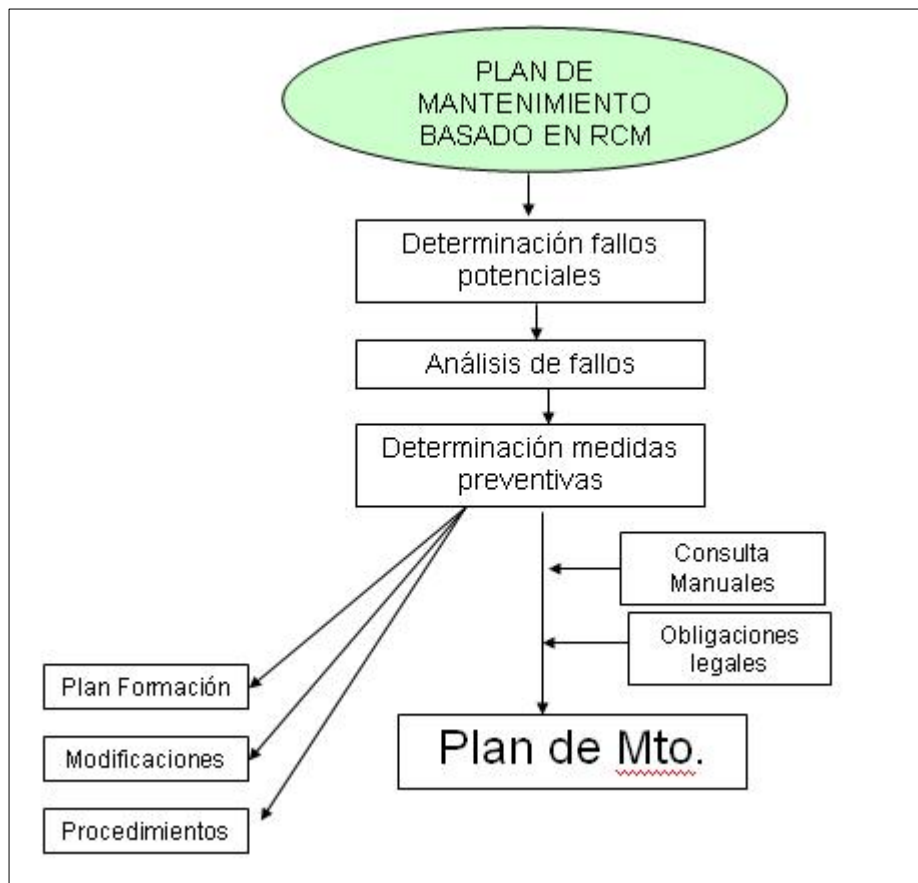 PLAN DE
MANTENIMIENTO
BASADO EN RCM
Determinación fallos
potenciales
Análisis de fallos
Determinación medidas
preventivas
Consulta
Manuales
Obligaciones
legales
Plan Formación
Modificaciones
Procedimientos
Plan de Mto.